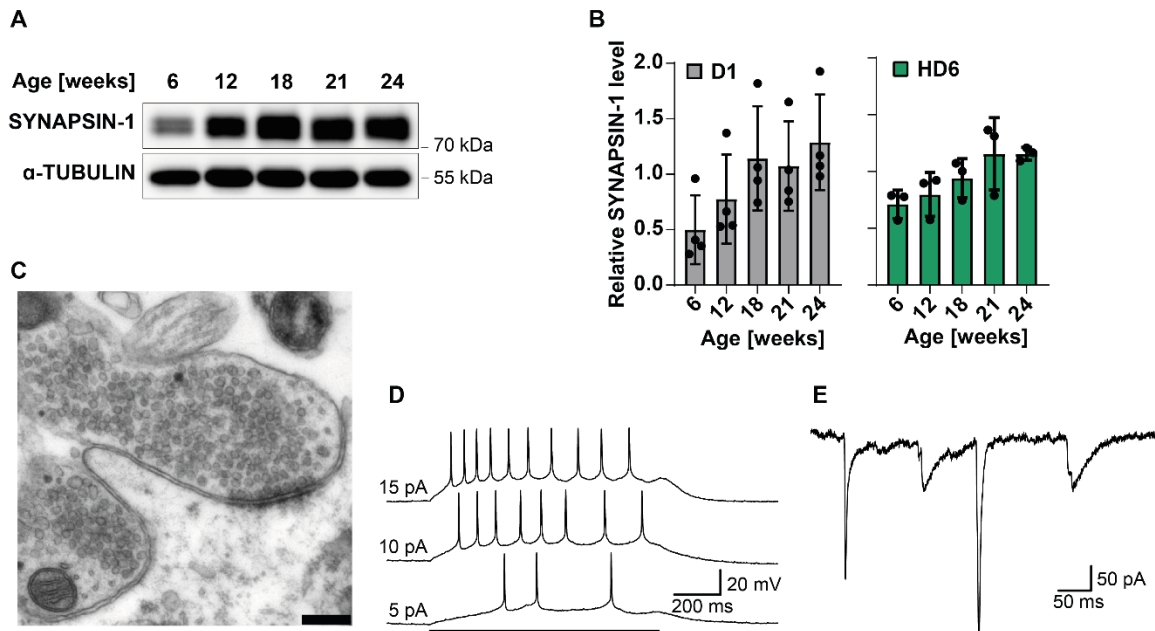 A
Age [weeks] 6 12 18 21 24
SYNAPSIN-1
70 kDa
α-TUBULIN
55 kDa
B
Relative SYNAPSIN-1 level
2.0
1.5
1.0
0.5
0.0
D1
6 12 18 21 24
Age [weeks]
HD6
6 12 18 21 24
Age [weeks]
C
D
15 pA
10 pA
5 pA
20 mV
200 ms
E
50 pA
50 ms